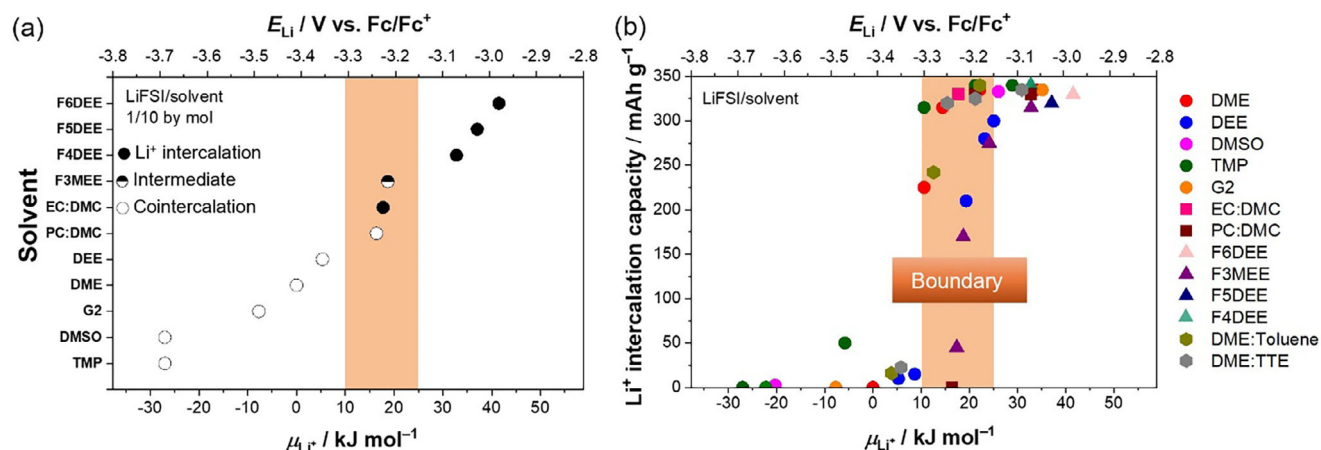 (a)
E_Li / V vs. Fc/Fc⁺
-3.8 -3.7 -3.6 -3.5 -3.4 -3.3 -3.2 -3.1 -3.0 -2.9 -2.8
Solvent
F6DEE
F5DEE
F4DEE
F3MEE
EC:DMC
PC:DMC
DEE
DME
G2
DMSO
TMP
LiFSI/solvent
1/10 by mol
Li⁺ intercalation
Intermediate
Cointercalation
-30 -20 -10 0 10 20 30 40 50
μ_Li⁺ / kJ mol⁻¹
(b)
E_Li / V vs. Fc/Fc⁺
-3.8 -3.7 -3.6 -3.5 -3.4 -3.3 -3.2 -3.1 -3.0 -2.9 -2.8
Li⁺ intercalation capacity / mAh g⁻¹
350
300
250
200
150
100
50
0
LiFSI/solvent
Boundary
-30 -20 -10 0 10 20 30 40 50
μ_Li⁺ / kJ mol⁻¹
DME
DEE
DMSO
TMP
G2
EC:DMC
PC:DMC
F6DEE
F3MEE
F5DEE
F4DEE
DME:Toluene
DME:TTE